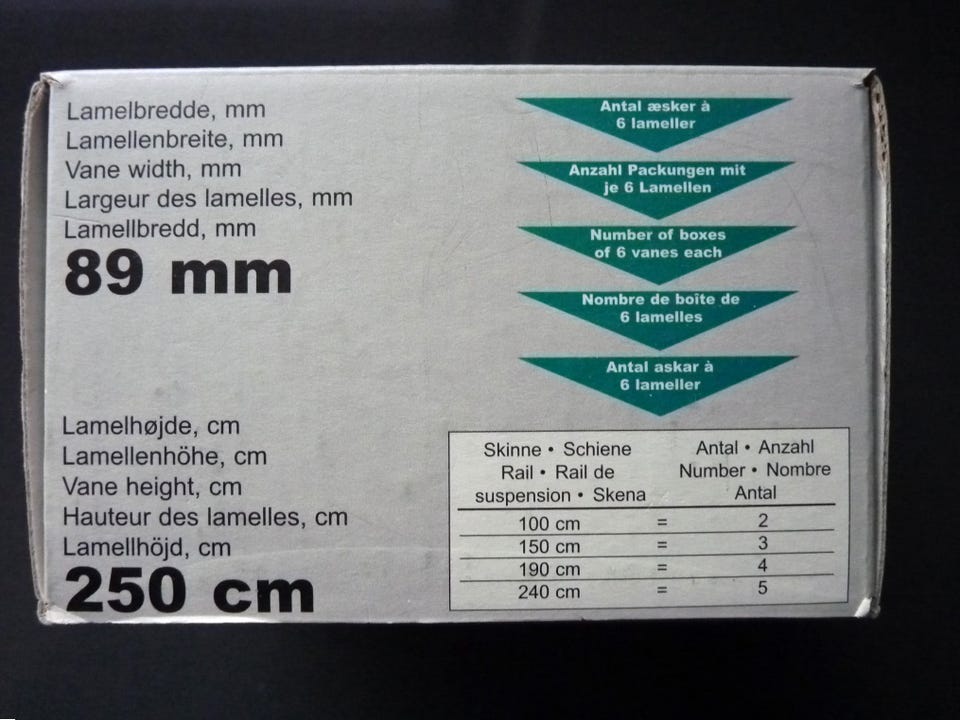 Lamelbredde, mm
Lamellenbreite, mm
Vane width, mm
Largeur des lamelles, mm
Lamellbredd, mm
89 mm
Antal æsker à
6 lameller
Anzahl Packungen mit
je 6 Lamellen
Number of boxes
of 6 vanes each
Nombre de boîte de
6 lamelles
Antal askar à
6 lameller
Lamelhøjde, cm
Lamellenhöhe, cm
Vane height, cm
Hauteur des lamelles, cm
Lamellhöjd, cm
250 cm
Skinne • Schiene
Rail • Rail de
suspension • Skena
Antal • Anzahl
Number • Nombre
Antal
100 cm = 2
150 cm = 3
190 cm = 4
240 cm = 5